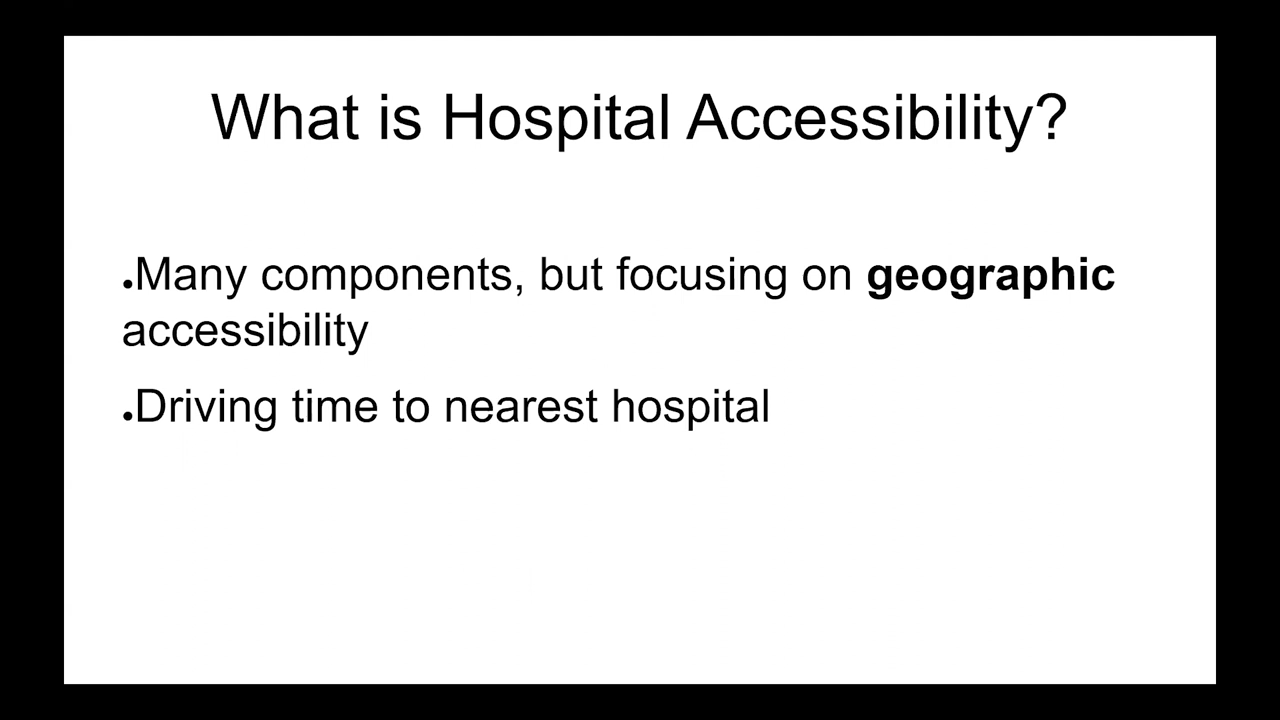 What is Hospital Accessibility?
●Many components, but focusing on geographic
accessibility
●Driving time to nearest hospital